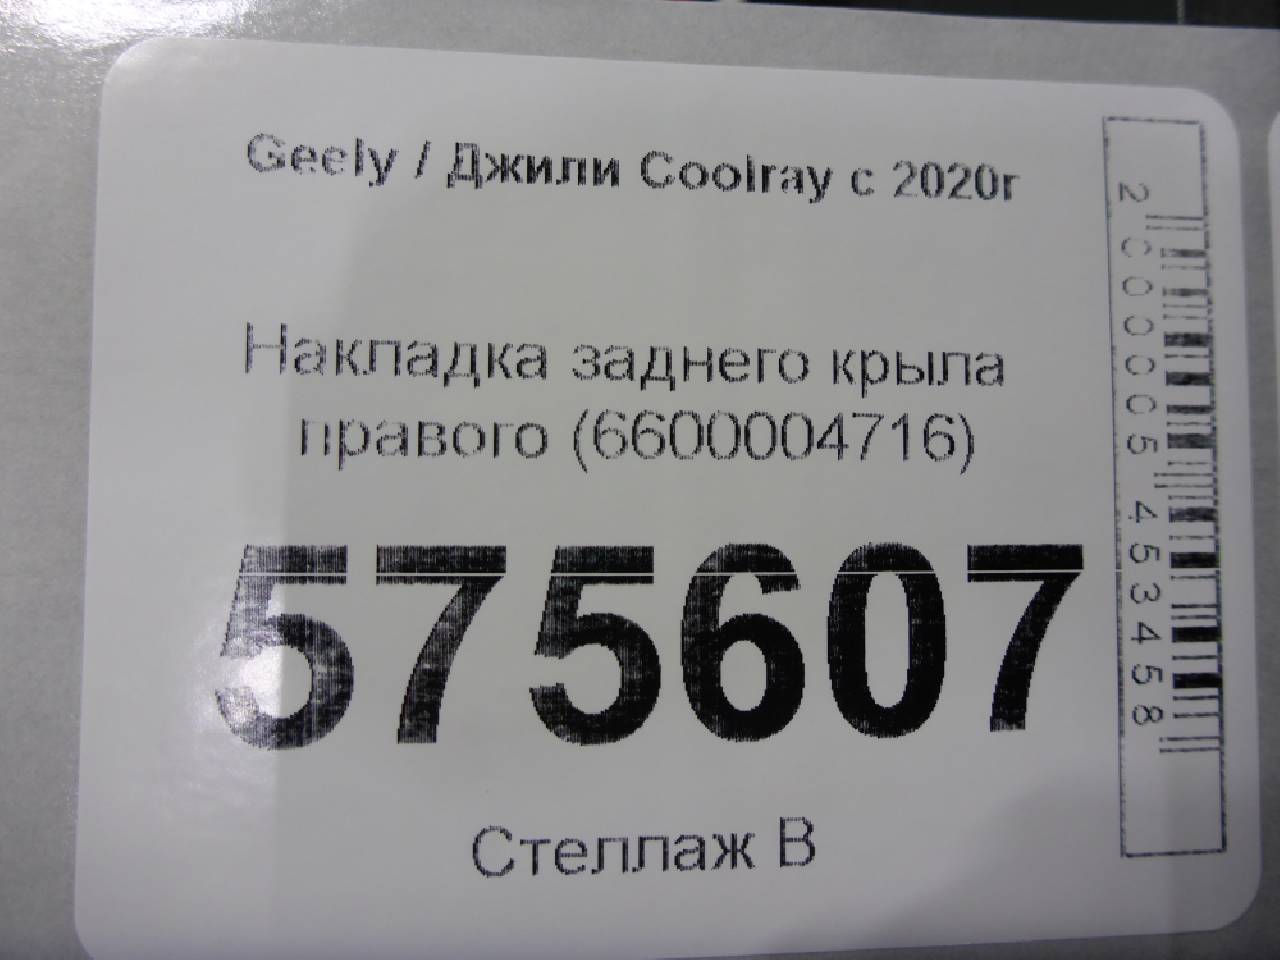 Geely / Джили Coolray с 2020г
Накладка заднего крыла
правого (6600004716)
575607
Стеллаж В
2000005453458